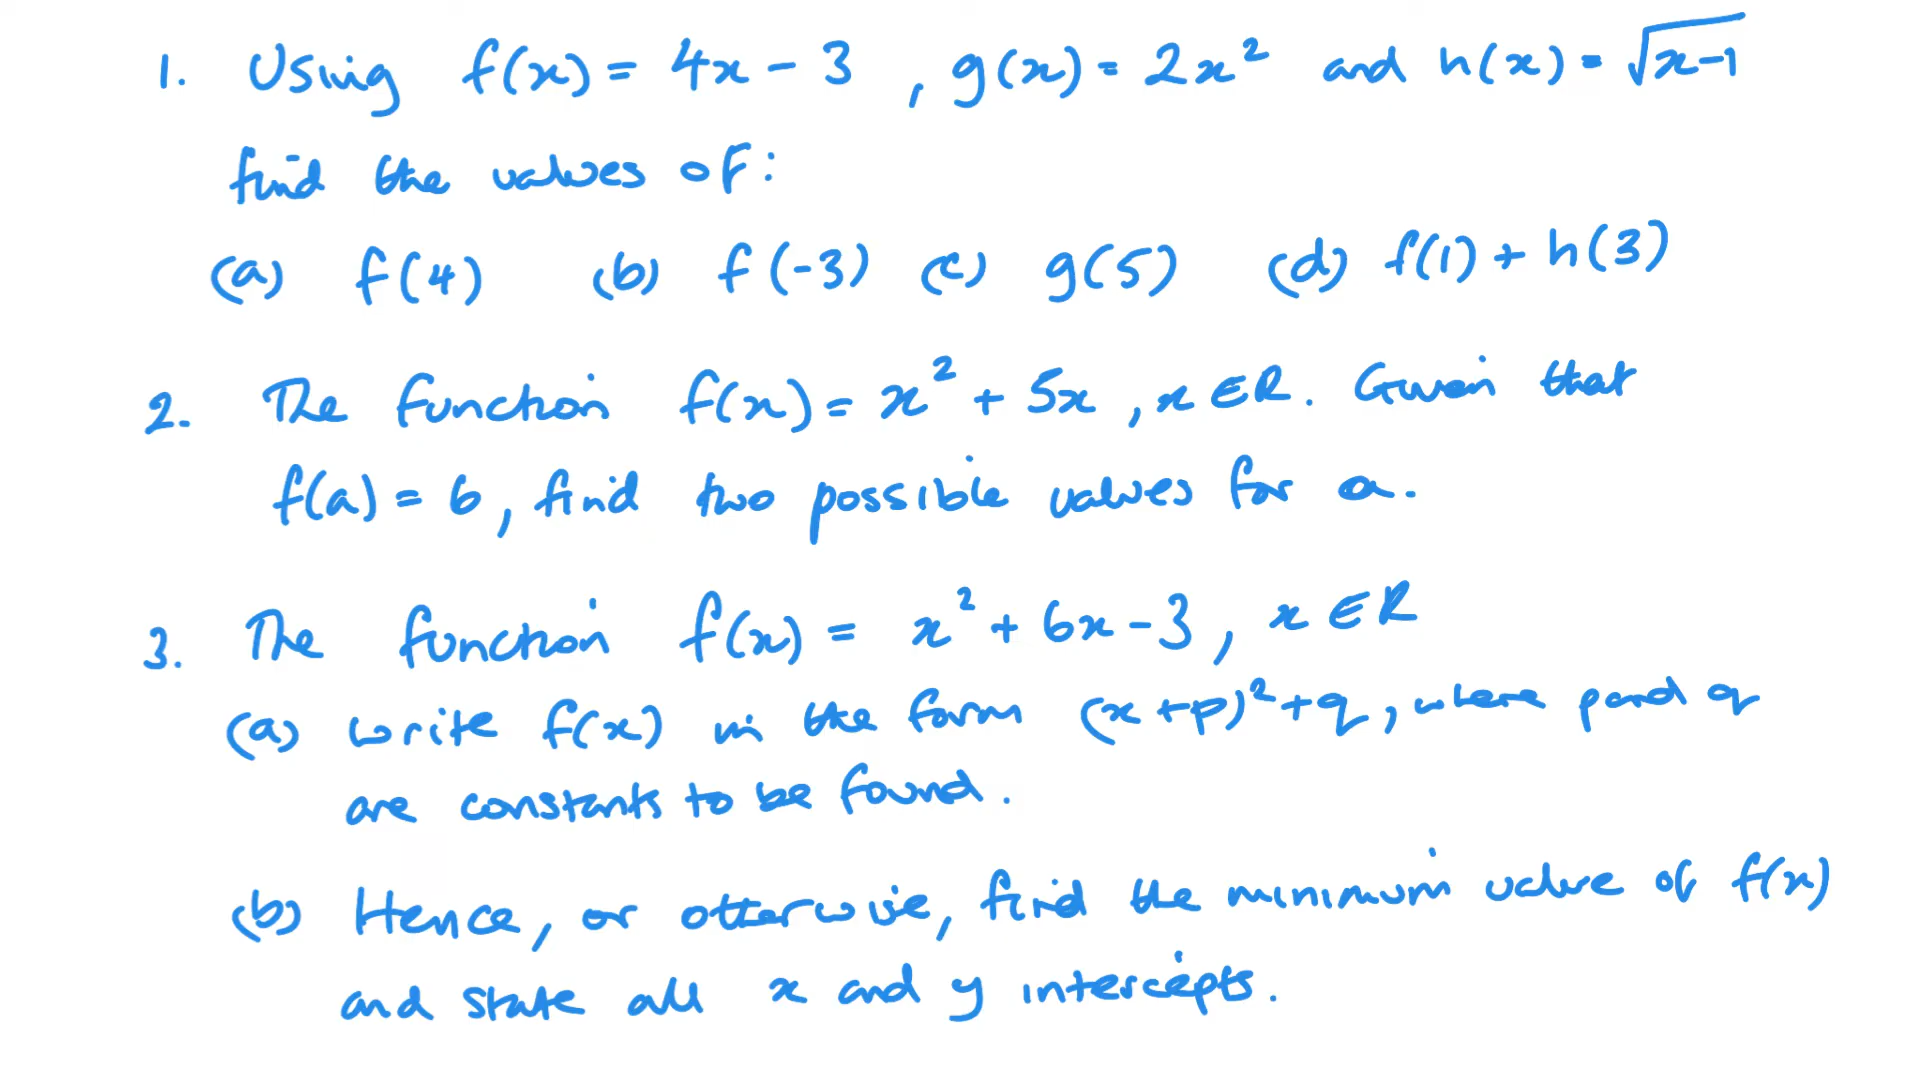 1. Using f(x) = 4x - 3, g(x) = 2x² and h(x) = √(x-1)
find the values of:
(a) f(4) (b) f(-3) (c) g(5) (d) f(1) + h(3)
2. The function f(x) = x² + 5x, x ∈ R. Given that
f(a) = 6, find two possible values for a.
3. The function f(x) = x² + 6x - 3, x ∈ R
(a) write f(x) in the form (x + p)² + q, where p and q
are constants to be found.
(b) Hence, or otherwise, find the minimum value of f(x)
and state all x and y intercepts.